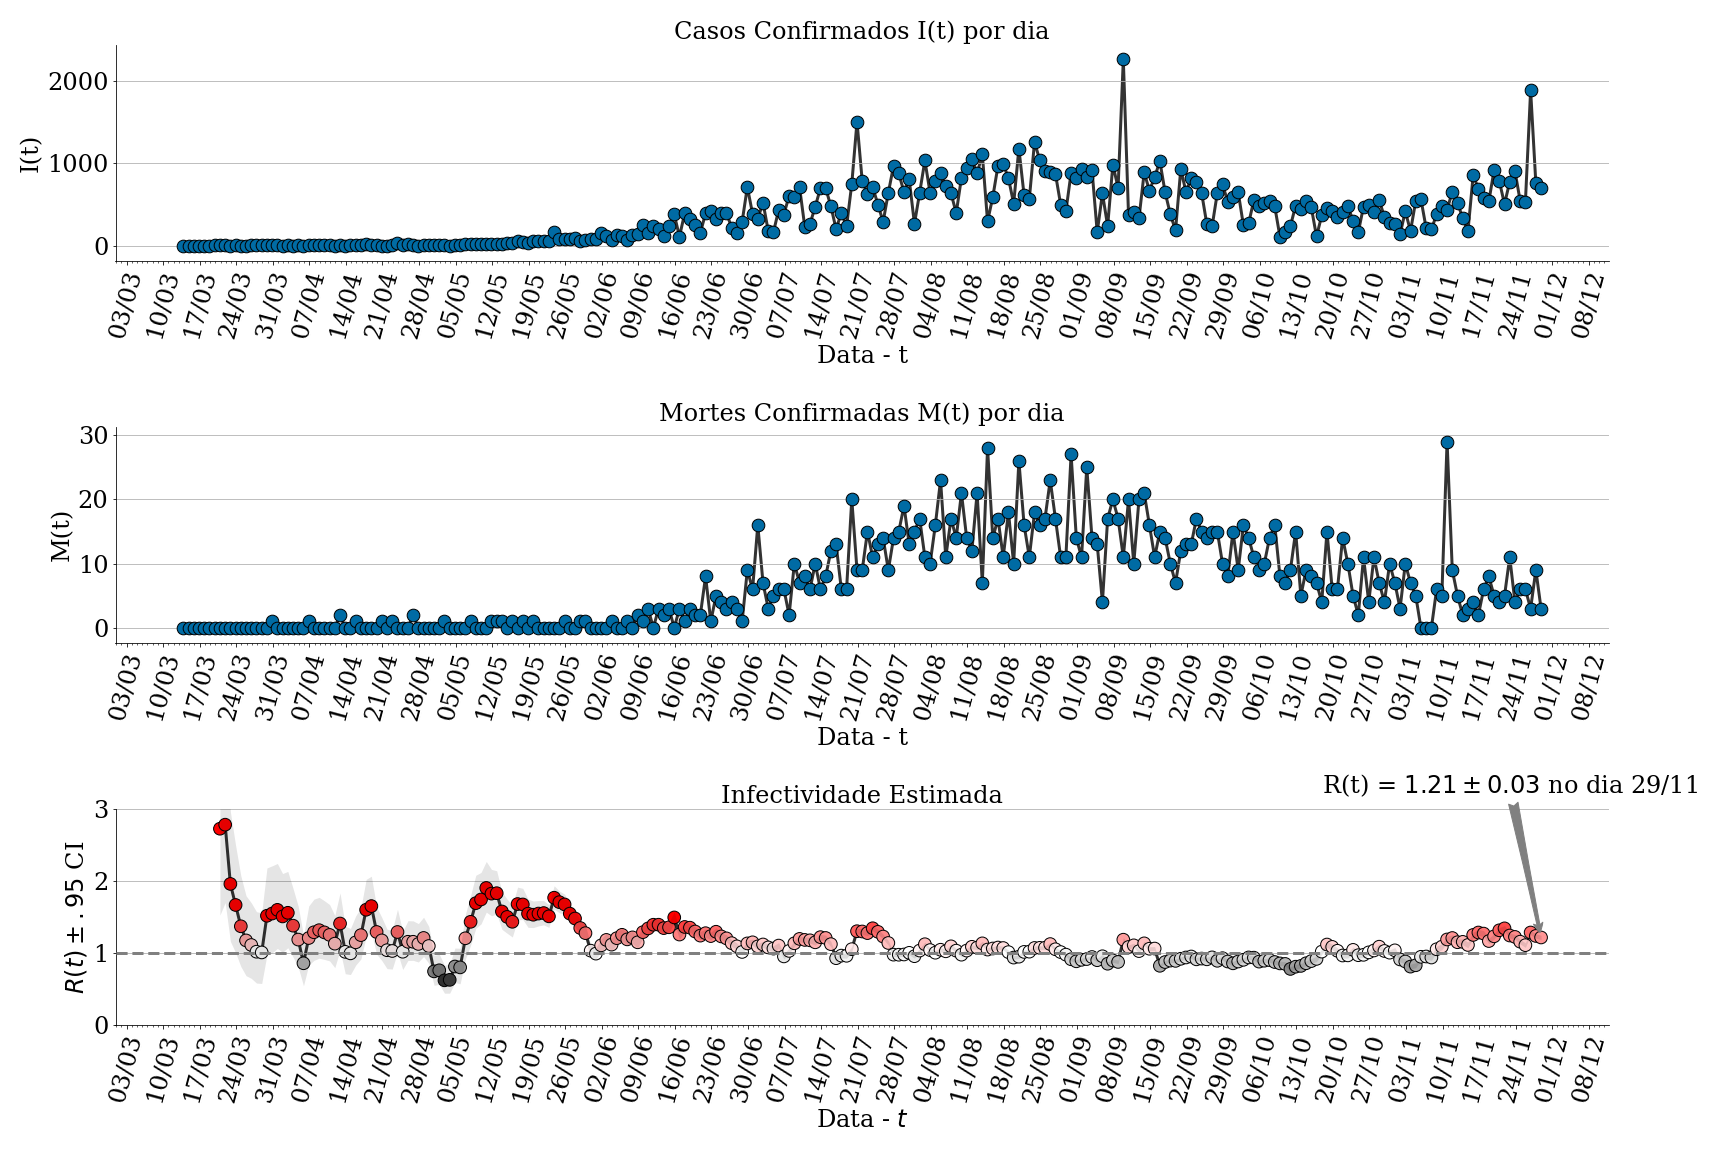 Casos Confirmados I(t) por dia
2000
1000
0
I(t)
03/03 10/03 17/03 24/03 31/03 07/04 14/04 21/04 28/04 05/05 12/05 19/05 26/05 02/06 09/06 16/06 23/06 30/06 07/07 14/07 21/07 28/07 04/08 11/08 18/08 25/08 01/09 08/09 15/09 22/09 29/09 06/10 13/10 20/10 27/10 03/11 10/11 17/11 24/11 01/12 08/12
Data - t
Mortes Confirmadas M(t) por dia
30
20
10
0
M(t)
03/03 10/03 17/03 24/03 31/03 07/04 14/04 21/04 28/04 05/05 12/05 19/05 26/05 02/06 09/06 16/06 23/06 30/06 07/07 14/07 21/07 28/07 04/08 11/08 18/08 25/08 01/09 08/09 15/09 22/09 29/09 06/10 13/10 20/10 27/10 03/11 10/11 17/11 24/11 01/12 08/12
Data - t
R(t) = 1.21 ± 0.03 no dia 29/11
Infectividade Estimada
3
2
1
0
R(t) ± .95 CI
03/03 10/03 17/03 24/03 31/03 07/04 14/04 21/04 28/04 05/05 12/05 19/05 26/05 02/06 09/06 16/06 23/06 30/06 07/07 14/07 21/07 28/07 04/08 11/08 18/08 25/08 01/09 08/09 15/09 22/09 29/09 06/10 13/10 20/10 27/10 03/11 10/11 17/11 24/11 01/12 08/12
Data - t